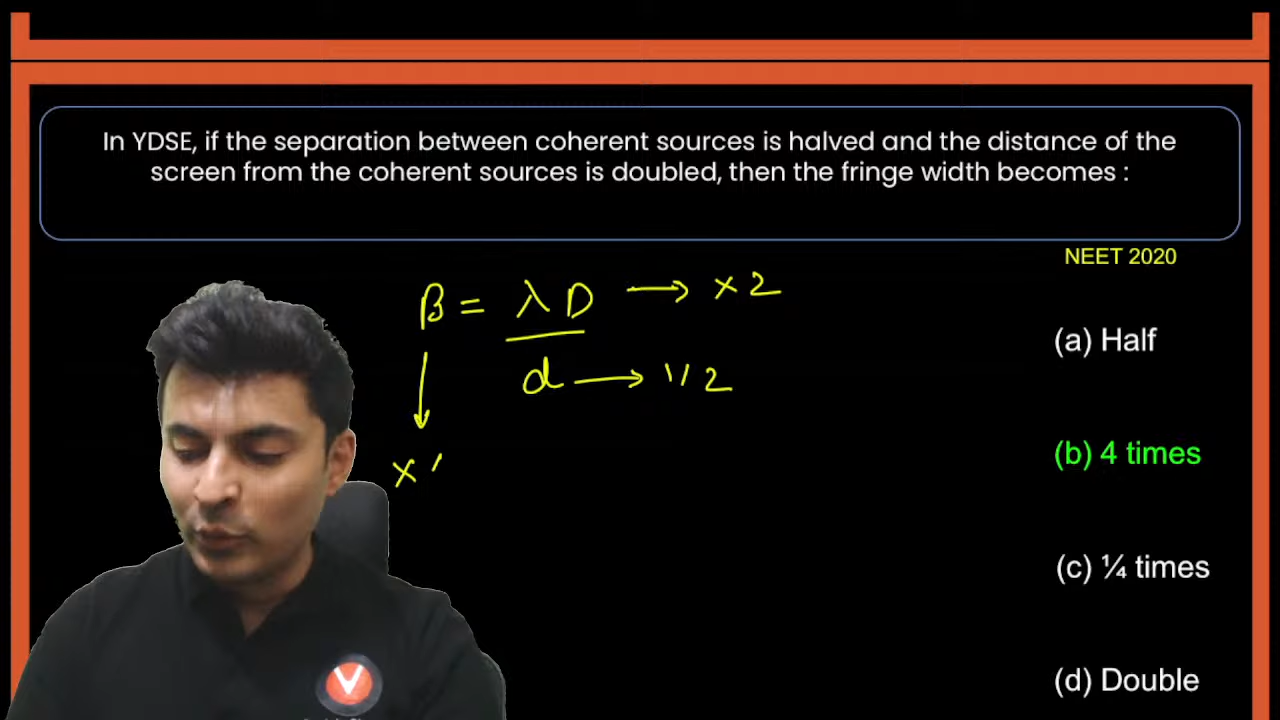 In YDSE, if the separation between coherent sources is halved and the distance of the
screen from the coherent sources is doubled, then the fringe width becomes :
NEET 2020
β = λD → ×2
d → 1/2
×
(a) Half
(b) 4 times
(c) ¼ times
(d) Double
V